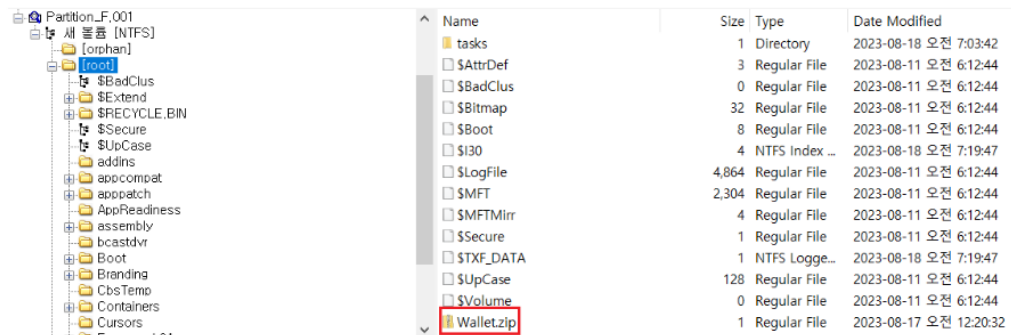 Partition_F,001
새 볼륨 [NTFS]
[orphan]
[root]
$BadClus
$Extend
$RECYCLE,BIN
$Secure
$UpCase
addins
appcompat
apppatch
AppReadiness
assembly
bcastdvr
Boot
Branding
CbsTemp
Containers
Cursors
Name Size Type Date Modified
tasks 1 Directory 2023-08-18 오전 7:03:42
$AttrDef 3 Regular File 2023-08-11 오전 6:12:44
$BadClus 0 Regular File 2023-08-11 오전 6:12:44
$Bitmap 32 Regular File 2023-08-11 오전 6:12:44
$Boot 8 Regular File 2023-08-11 오전 6:12:44
$I30 4 NTFS Index ... 2023-08-18 오전 7:19:47
$LogFile 4,864 Regular File 2023-08-11 오전 6:12:44
$MFT 2,304 Regular File 2023-08-11 오전 6:12:44
$MFTMirr 4 Regular File 2023-08-11 오전 6:12:44
$Secure 1 Regular File 2023-08-11 오전 6:12:44
$TXF_DATA 1 NTFS Logge... 2023-08-18 오전 7:19:47
$UpCase 128 Regular File 2023-08-11 오전 6:12:44
$Volume 0 Regular File 2023-08-11 오전 6:12:44
Wallet.zip 1 Regular File 2023-08-17 오전 12:20:32